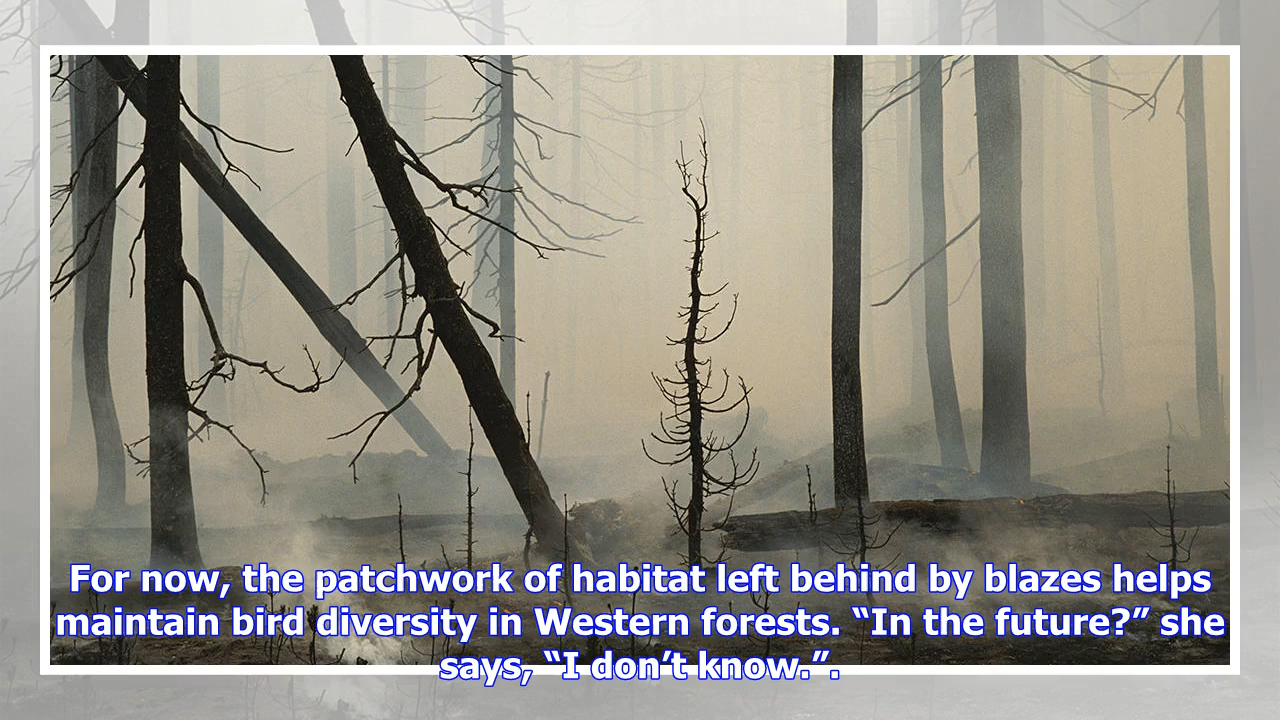 For now, the patchwork of habitat left behind by blazes helps
maintain bird diversity in Western forests. “In the future?” she
says, “I don’t know.”.